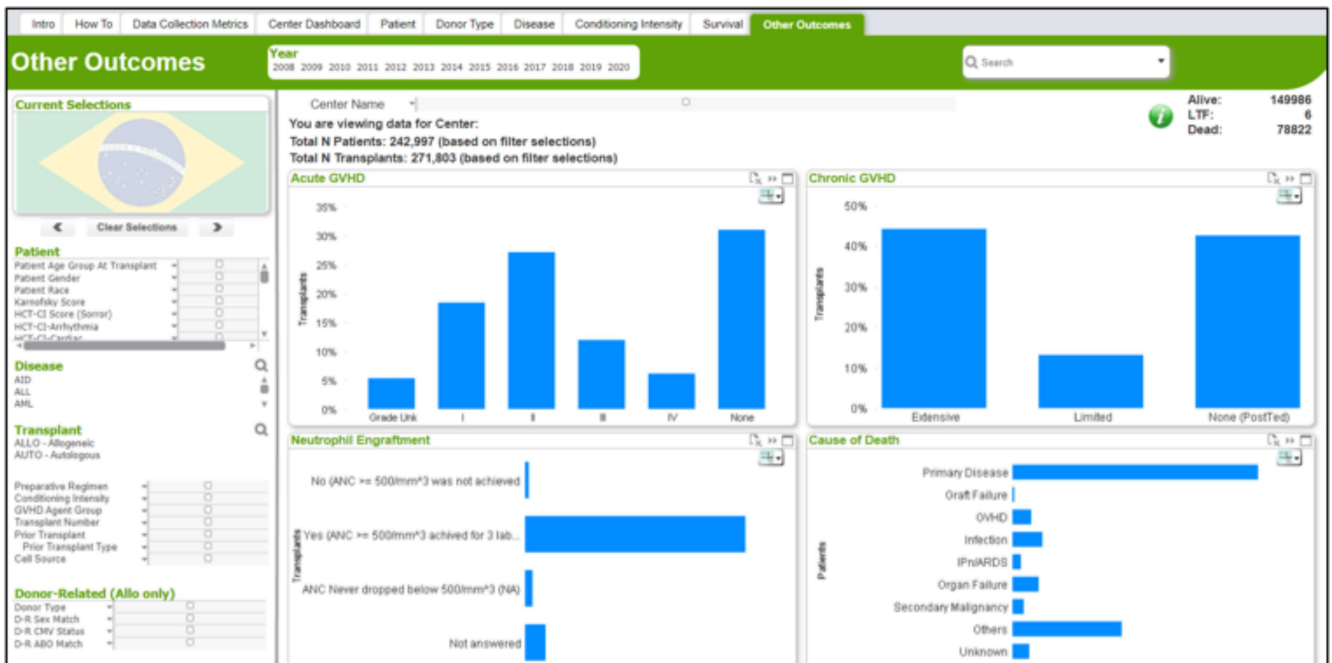 Intro How To Data Collection Metrics Center Dashboard Patient Donor Type Disease Conditioning Intensity Survival Other Outcomes
Other Outcomes
Year
2008 2009 2010 2011 2012 2013 2014 2015 2016 2017 2018 2019 2020
Search
Current Selections
Clear Selections
Patient
Patient Age Group At Transplant
Patient Gender
Patient Race
Karnofsky Score
HCT-CI Score (Sorror)
HCT-CI-Arrhythmia
HCT-CI-Cardiac
Disease
AID
ALL
AML
Transplant
ALLO - Allogeneic
AUTO - Autologous
Preparative Regimen
Conditioning Intensity
GVHD Agent Group
Transplant Number
Prior Transplant
Prior Transplant Type
Cell Source
Donor-Related (Allo only)
Donor Type
D-R Sex Match
D-R CMV Status
D-R ABO Match
Center Name
You are viewing data for Center:
Total N Patients: 242,997 (based on filter selections)
Total N Transplants: 271,803 (based on filter selections)
Alive: 149986
LTF: 6
Dead: 78822
Acute GVHD
35%
30%
25%
20%
15%
10%
5%
0%
Transplants
Grade Unk I II III IV None
Chronic GVHD
50%
40%
30%
20%
10%
0%
Transplants
Extensive Limited None (PostTed)
Neutrophil Engraftment
Transplants
No (ANC >= 500/mm^3 was not achieved
Yes (ANC >= 500/mm^3 achived for 3 lab...
ANC Never dropped below 500/mm^3 (NA)
Not answered
Cause of Death
Patients
Primary Disease
Graft Failure
GVHD
Infection
IPn/ARDS
Organ Failure
Secondary Malignancy
Others
Unknown